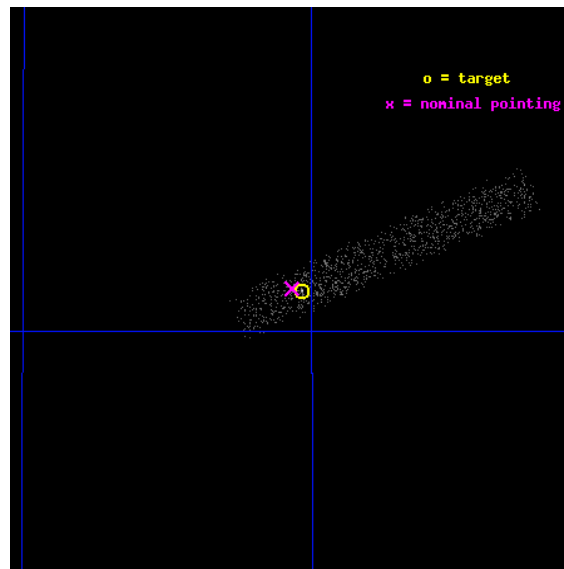 o = target
x = nominal pointing